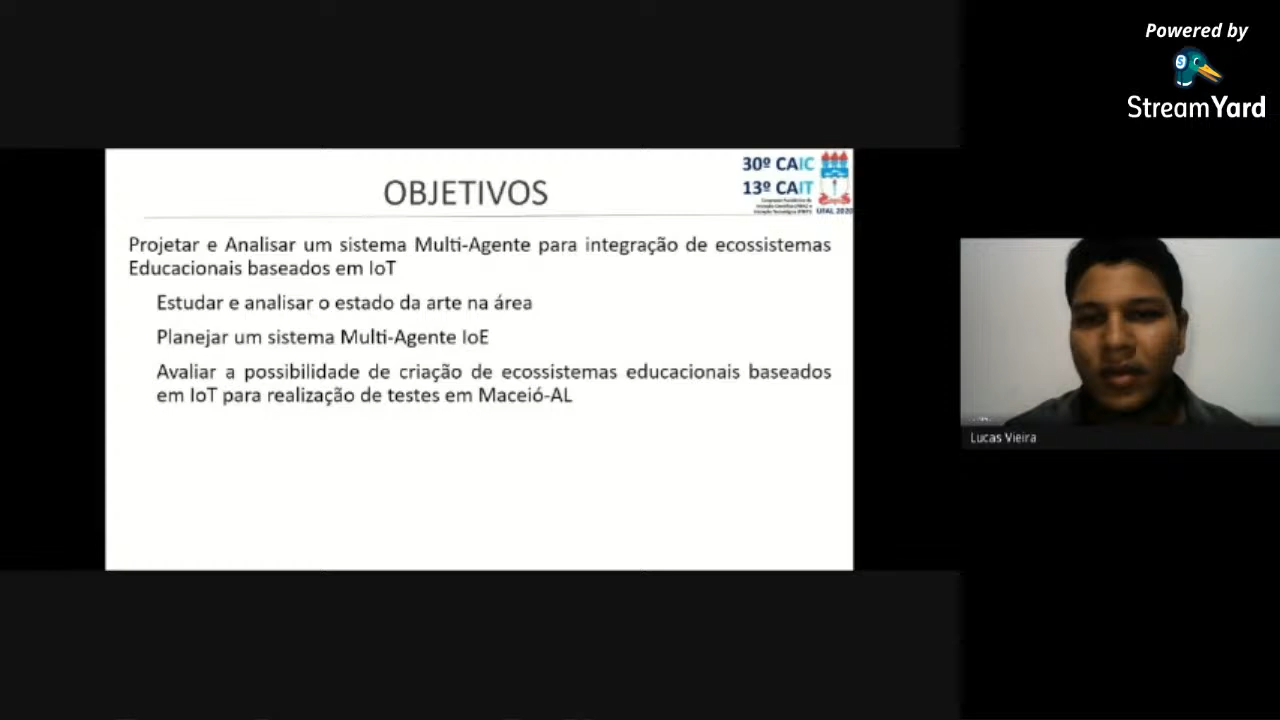 Powered by
StreamYard
30º CAIC
13º CAIT
UFAL 2020
OBJETIVOS
Projetar e Analisar um sistema Multi-Agente para integração de ecossistemas
Educacionais baseados em IoT
Estudar e analisar o estado da arte na área
Planejar um sistema Multi-Agente IoE
Avaliar a possibilidade de criação de ecossistemas educacionais baseados
em IoT para realização de testes em Maceió-AL
Lucas Vieira